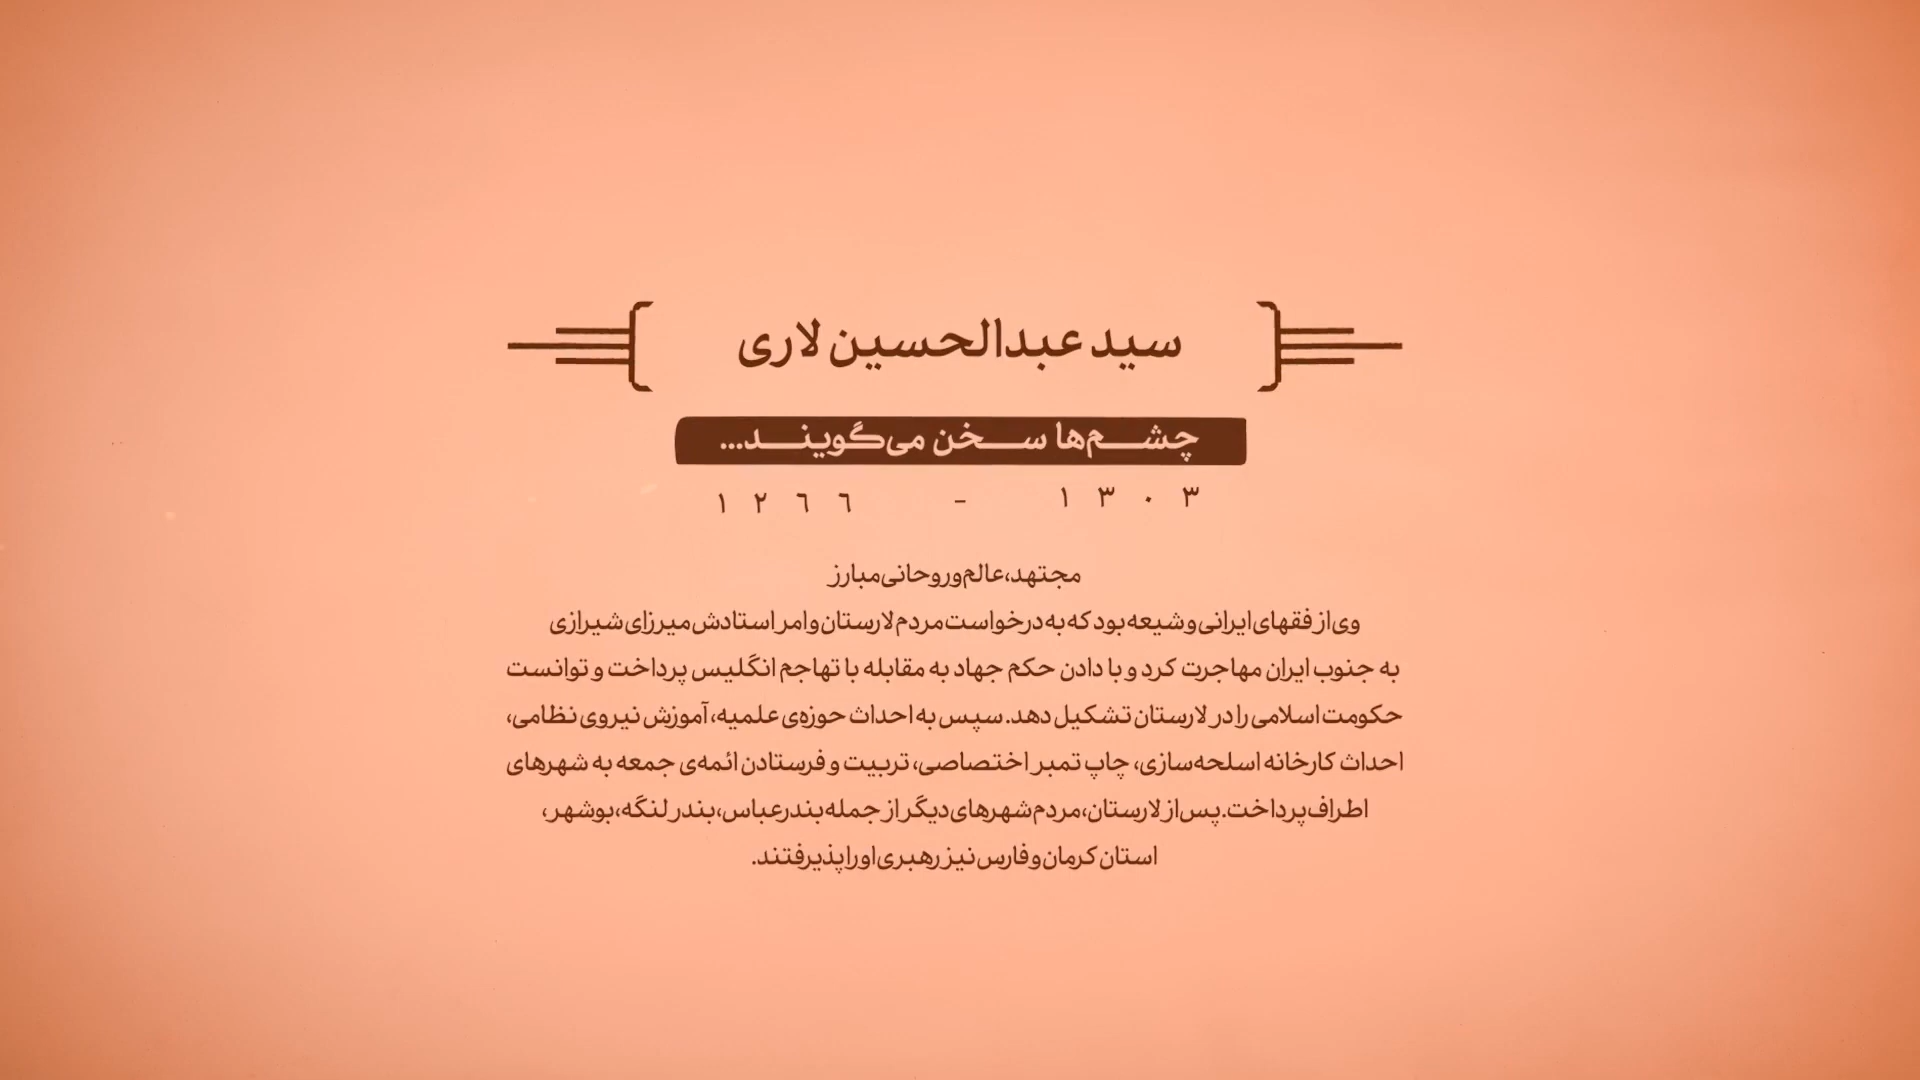 سید عبدالحسین لاری
چشم‌ها سخن می‌گویند...
۱۲۶۶ - ۱۳۰۳
مجتهد، عالم و روحانی مبارز
وی از فقهای ایرانی و شیعه بود که به درخواست مردم لارستان و امر استادش میرزای شیرازی
به جنوب ایران مهاجرت کرد و با دادن حکم جهاد به مقابله با تهاجم انگلیس پرداخت و توانست
حکومت اسلامی را در لارستان تشکیل دهد. سپس به احداث حوزه‌ی علمیه، آموزش نیروی نظامی،
احداث کارخانه اسلحه‌سازی، چاپ تمبر اختصاصی، تربیت و فرستادن ائمه‌ی جمعه به شهرهای
اطراف پرداخت. پس از لارستان، مردم شهرهای دیگر از جمله بندرعباس، بندر لنگه، بوشهر،
استان کرمان و فارس نیز رهبری او را پذیرفتند.